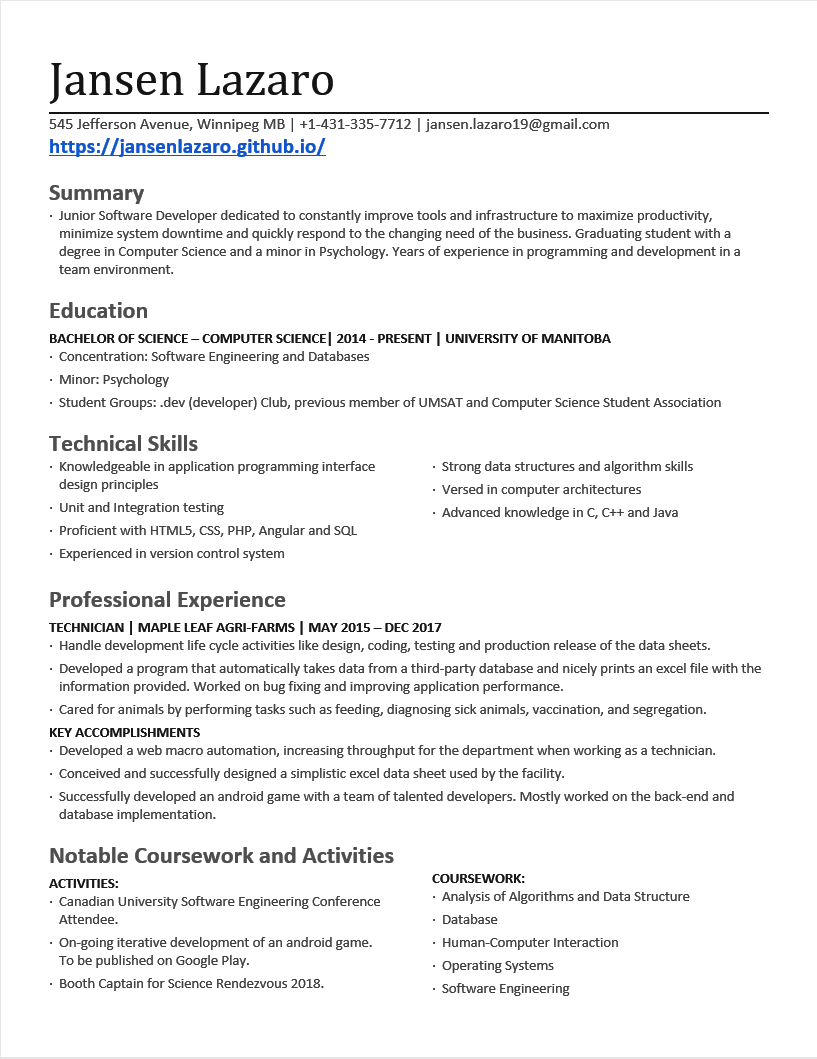 Jansen Lazaro
545 Jefferson Avenue, Winnipeg MB | +1-431-335-7712 | jansen.lazaro19@gmail.com
https://jansenlazaro.github.io/
Summary
· Junior Software Developer dedicated to constantly improve tools and infrastructure to maximize productivity,
minimize system downtime and quickly respond to the changing need of the business. Graduating student with a
degree in Computer Science and a minor in Psychology. Years of experience in programming and development in a
team environment.
Education
BACHELOR OF SCIENCE – COMPUTER SCIENCE| 2014 - PRESENT | UNIVERSITY OF MANITOBA
· Concentration: Software Engineering and Databases
· Minor: Psychology
· Student Groups: .dev (developer) Club, previous member of UMSAT and Computer Science Student Association
Technical Skills
· Knowledgeable in application programming interface
design principles
· Unit and Integration testing
· Proficient with HTML5, CSS, PHP, Angular and SQL
· Experienced in version control system
· Strong data structures and algorithm skills
· Versed in computer architectures
· Advanced knowledge in C, C++ and Java
Professional Experience
TECHNICIAN | MAPLE LEAF AGRI-FARMS | MAY 2015 – DEC 2017
· Handle development life cycle activities like design, coding, testing and production release of the data sheets.
· Developed a program that automatically takes data from a third-party database and nicely prints an excel file with the
information provided. Worked on bug fixing and improving application performance.
· Cared for animals by performing tasks such as feeding, diagnosing sick animals, vaccination, and segregation.
KEY ACCOMPLISHMENTS
· Developed a web macro automation, increasing throughput for the department when working as a technician.
· Conceived and successfully designed a simplistic excel data sheet used by the facility.
· Successfully developed an android game with a team of talented developers. Mostly worked on the back-end and
database implementation.
Notable Coursework and Activities
ACTIVITIES:
· Canadian University Software Engineering Conference
Attendee.
· On-going iterative development of an android game.
To be published on Google Play.
· Booth Captain for Science Rendezvous 2018.
COURSEWORK:
· Analysis of Algorithms and Data Structure
· Database
· Human-Computer Interaction
· Operating Systems
· Software Engineering